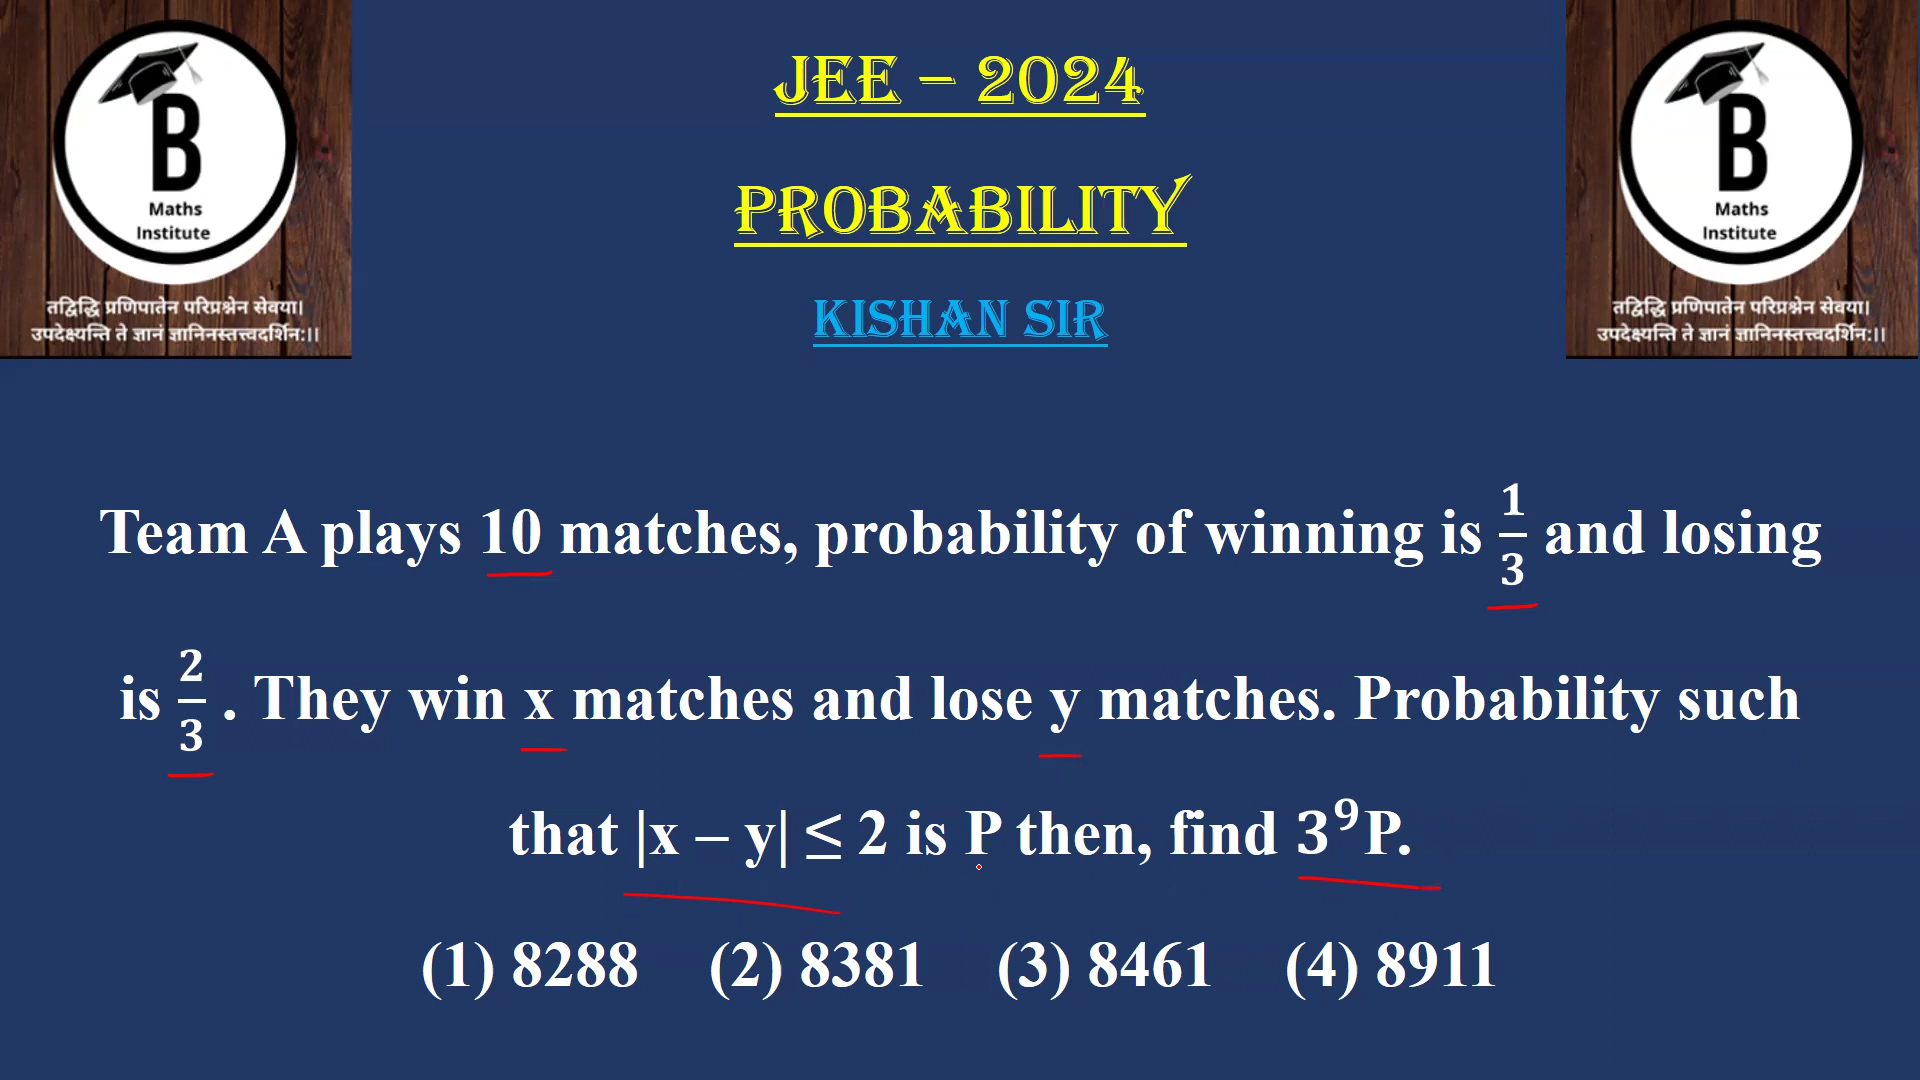 B
Maths
Institute
तद्विद्धि प्रणिपातेन परिप्रश्नेन सेवया।
उपदेक्ष्यन्ति ते ज्ञानं ज्ञानिनस्तत्त्वदर्शिन:।।
JEE – 2024
PROBABILITY
KISHAN SIR
B
Maths
Institute
तद्विद्धि प्रणिपातेन परिप्रश्नेन सेवया।
उपदेक्ष्यन्ति ते ज्ञानं ज्ञानिनस्तत्त्वदर्शिन:।।
Team A plays 10 matches, probability of winning is 1/3 and losing
is 2/3 . They win x matches and lose y matches. Probability such
that |x – y| ≤ 2 is P then, find 3⁹P.
(1) 8288 (2) 8381 (3) 8461 (4) 8911